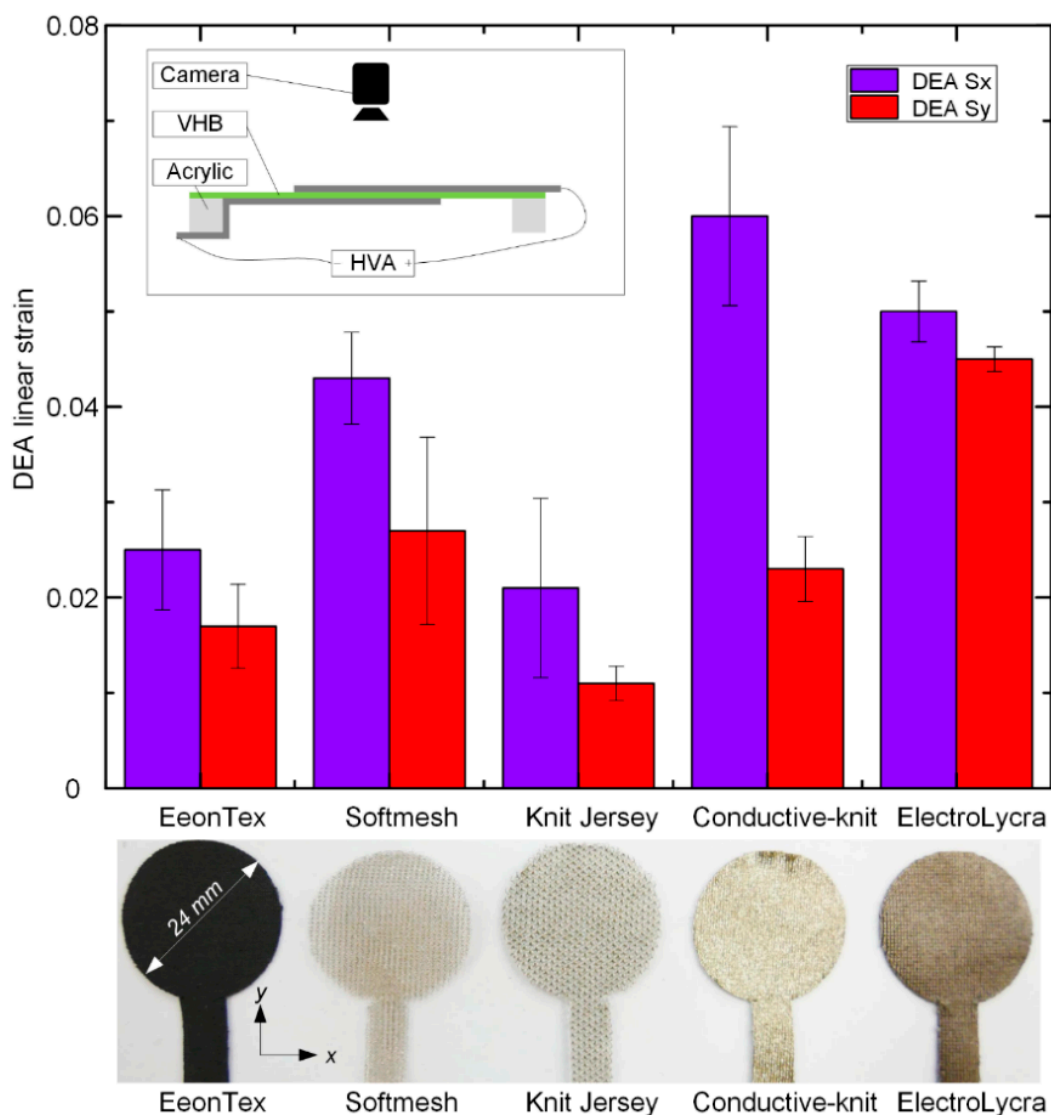 0.08
Camera
DEA Sx
VHB
DEA Sy
Acrylic
0.06
HVA
- +
DEA linear strain
0.04
0.02
0
EeonTex Softmesh Knit Jersey Conductive-knit ElectroLycra
24 mm
y
x
EeonTex Softmesh Knit Jersey Conductive-knit ElectroLycra